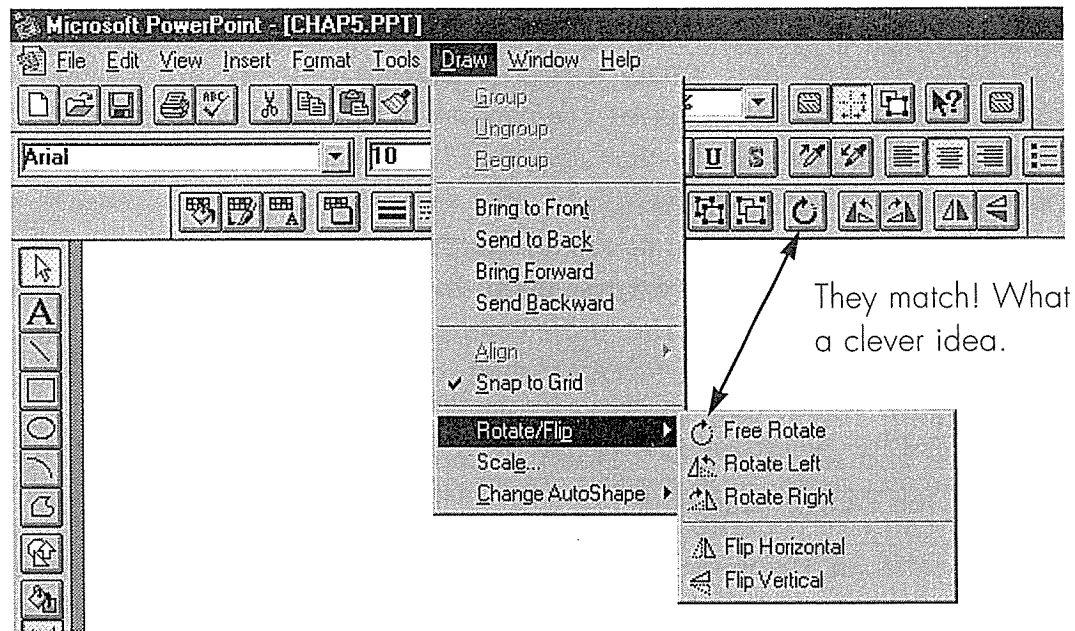 Microsoft PowerPoint - [CHAP5.PPT]
File Edit View Insert Format Tools Draw Window Help
ABC
%
Arial
10
U S
A
Group
Ungroup
Regroup
Bring to Front
Send to Back
Bring Forward
Send Backward
Align
Snap to Grid
Rotate/Flip
Scale...
Change AutoShape
Free Rotate
Rotate Left
Rotate Right
Flip Horizontal
Flip Vertical
They match! What
a clever idea.
A